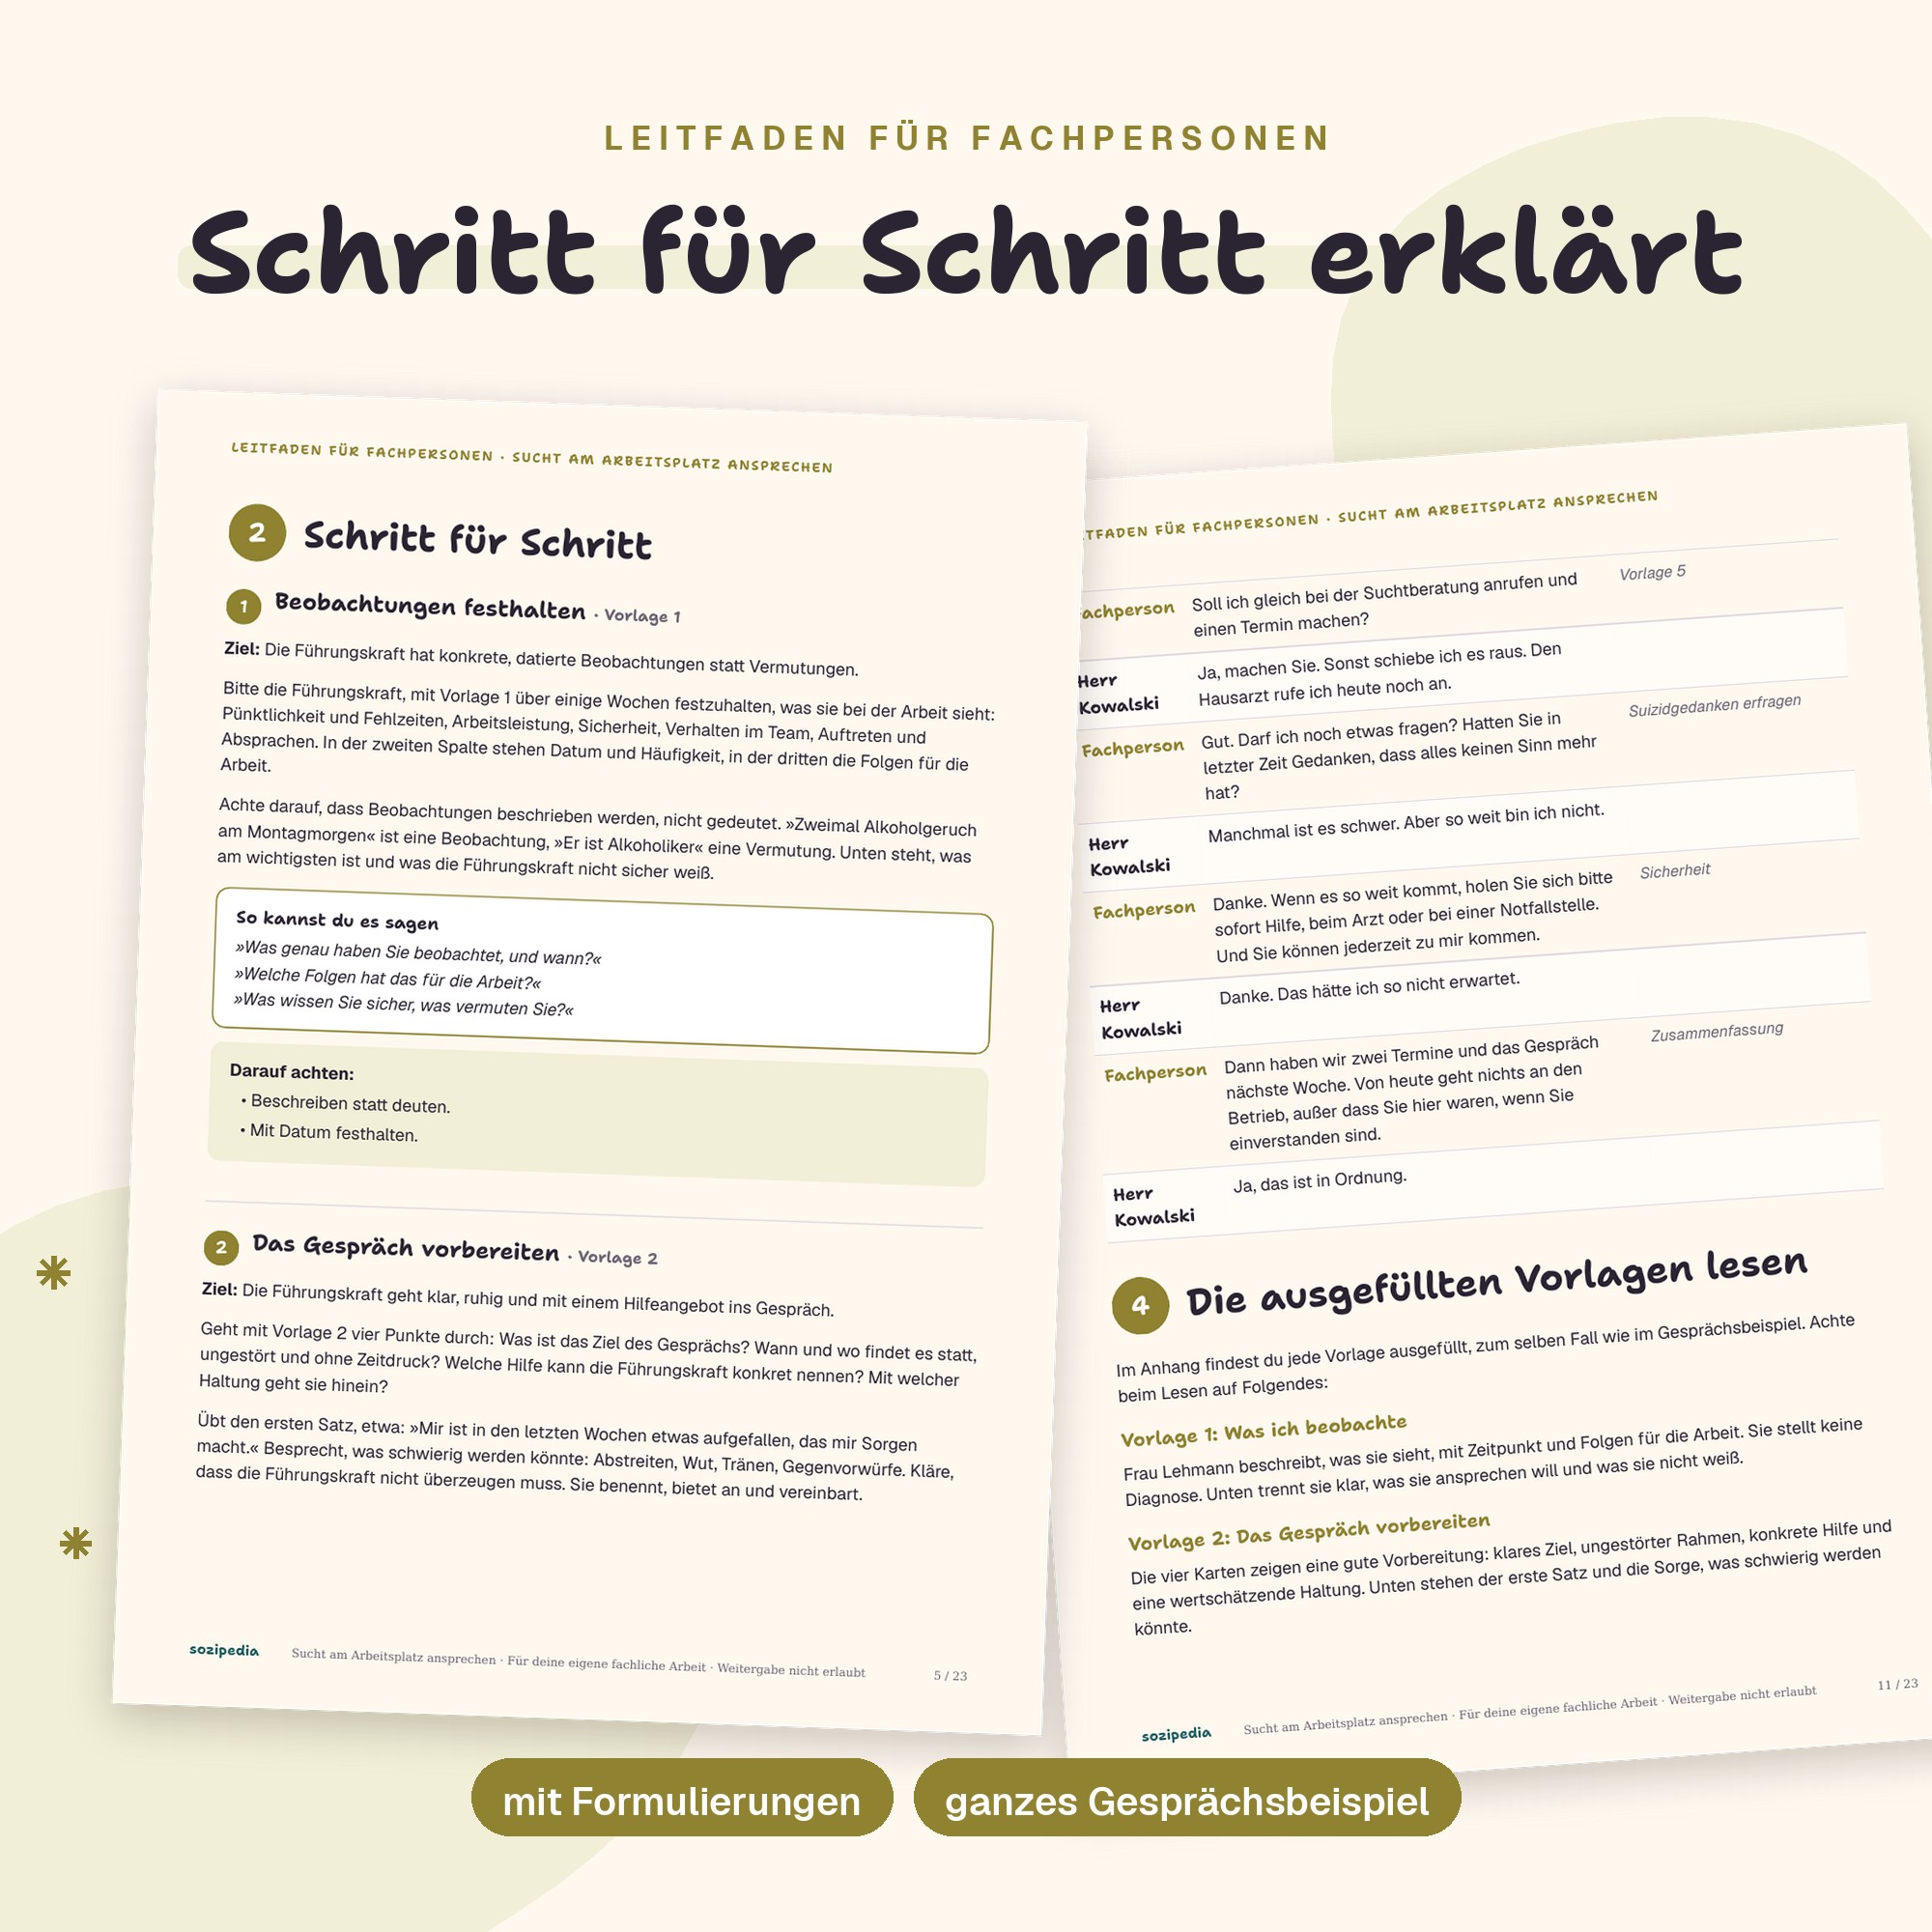 LEITFADEN FÜR FACHPERSONEN
Schritt für Schritt erklärt
LEITFADEN FÜR FACHPERSONEN · SUCHT AM ARBEITSPLATZ ANSPRECHEN
2 Schritt für Schritt
1 Beobachtungen festhalten · Vorlage 1
Ziel: Die Führungskraft hat konkrete, datierte Beobachtungen statt Vermutungen.
Bitte die Führungskraft, mit Vorlage 1 über einige Wochen festzuhalten, was sie bei der Arbeit sieht:
Pünktlichkeit und Fehlzeiten, Arbeitsleistung, Sicherheit, Verhalten im Team, Auftreten und
Absprachen. In der zweiten Spalte stehen Datum und Häufigkeit, in der dritten die Folgen für die
Arbeit.
Achte darauf, dass Beobachtungen beschrieben werden, nicht gedeutet. »Zweimal Alkoholgeruch
am Montagmorgen« ist eine Beobachtung, »Er ist Alkoholiker« eine Vermutung. Unten steht, was
am wichtigsten ist und was die Führungskraft nicht sicher weiß.
So kannst du es sagen
»Was genau haben Sie beobachtet, und wann?«
»Welche Folgen hat das für die Arbeit?«
»Was wissen Sie sicher, was vermuten Sie?«
Darauf achten:
• Beschreiben statt deuten.
• Mit Datum festhalten.
2 Das Gespräch vorbereiten · Vorlage 2
Ziel: Die Führungskraft geht klar, ruhig und mit einem Hilfeangebot ins Gespräch.
Geht mit Vorlage 2 vier Punkte durch: Was ist das Ziel des Gesprächs? Wann und wo findet es statt,
ungestört und ohne Zeitdruck? Welche Hilfe kann die Führungskraft konkret nennen? Mit welcher
Haltung geht sie hinein?
Übt den ersten Satz, etwa: »Mir ist in den letzten Wochen etwas aufgefallen, das mir Sorgen
macht.« Besprecht, was schwierig werden könnte: Abstreiten, Wut, Tränen, Gegenvorwürfe. Kläre,
dass die Führungskraft nicht überzeugen muss. Sie benennt, bietet an und vereinbart.
sozipedia Sucht am Arbeitsplatz ansprechen · Für deine eigene fachliche Arbeit · Weitergabe nicht erlaubt 5 / 23
TFADEN FÜR FACHPERSONEN · SUCHT AM ARBEITSPLATZ ANSPRECHEN
Fachperson Soll ich gleich bei der Suchtberatung anrufen und Vorlage 5
einen Termin machen?
Herr Ja, machen Sie. Sonst schiebe ich es raus. Den
Kowalski Hausarzt rufe ich heute noch an.
Fachperson Gut. Darf ich noch etwas fragen? Hatten Sie in Suizidgedanken erfragen
letzter Zeit Gedanken, dass alles keinen Sinn mehr
hat?
Herr Manchmal ist es schwer. Aber so weit bin ich nicht.
Kowalski
Fachperson Danke. Wenn es so weit kommt, holen Sie sich bitte Sicherheit
sofort Hilfe, beim Arzt oder bei einer Notfallstelle.
Und Sie können jederzeit zu mir kommen.
Herr Danke. Das hätte ich so nicht erwartet.
Kowalski
Fachperson Dann haben wir zwei Termine und das Gespräch Zusammenfassung
nächste Woche. Von heute geht nichts an den
Betrieb, außer dass Sie hier waren, wenn Sie
einverstanden sind.
Herr Ja, das ist in Ordnung.
Kowalski
4 Die ausgefüllten Vorlagen lesen
Im Anhang findest du jede Vorlage ausgefüllt, zum selben Fall wie im Gesprächsbeispiel. Achte
beim Lesen auf Folgendes:
Vorlage 1: Was ich beobachte
Frau Lehmann beschreibt, was sie sieht, mit Zeitpunkt und Folgen für die Arbeit. Sie stellt keine
Diagnose. Unten trennt sie klar, was sie ansprechen will und was sie nicht weiß.
Vorlage 2: Das Gespräch vorbereiten
Die vier Karten zeigen eine gute Vorbereitung: klares Ziel, ungestörter Rahmen, konkrete Hilfe und
eine wertschätzende Haltung. Unten stehen der erste Satz und die Sorge, was schwierig werden
könnte.
sozipedia Sucht am Arbeitsplatz ansprechen · Für deine eigene fachliche Arbeit · Weitergabe nicht erlaubt 11 / 23
mit Formulierungen
ganzes Gesprächsbeispiel